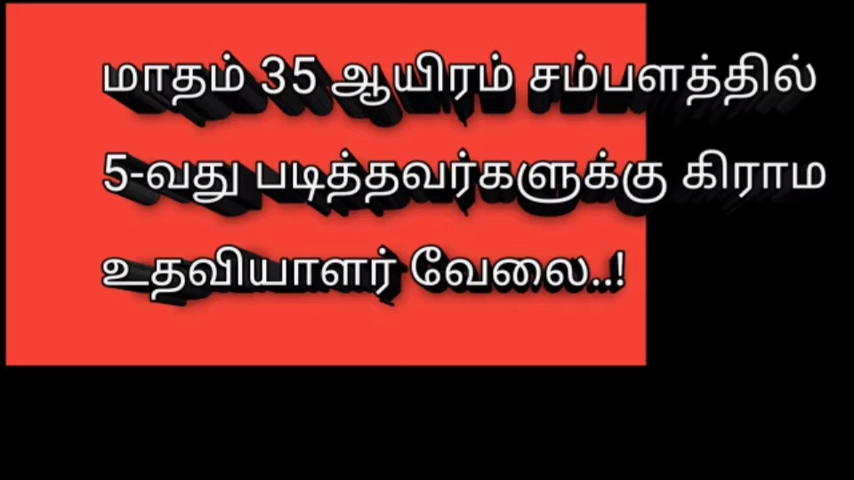 மாதம் 35 ஆயிரம் சம்பளத்தில்
5-வது படித்தவர்களுக்கு கிராம
உதவியாளர் வேலை..!